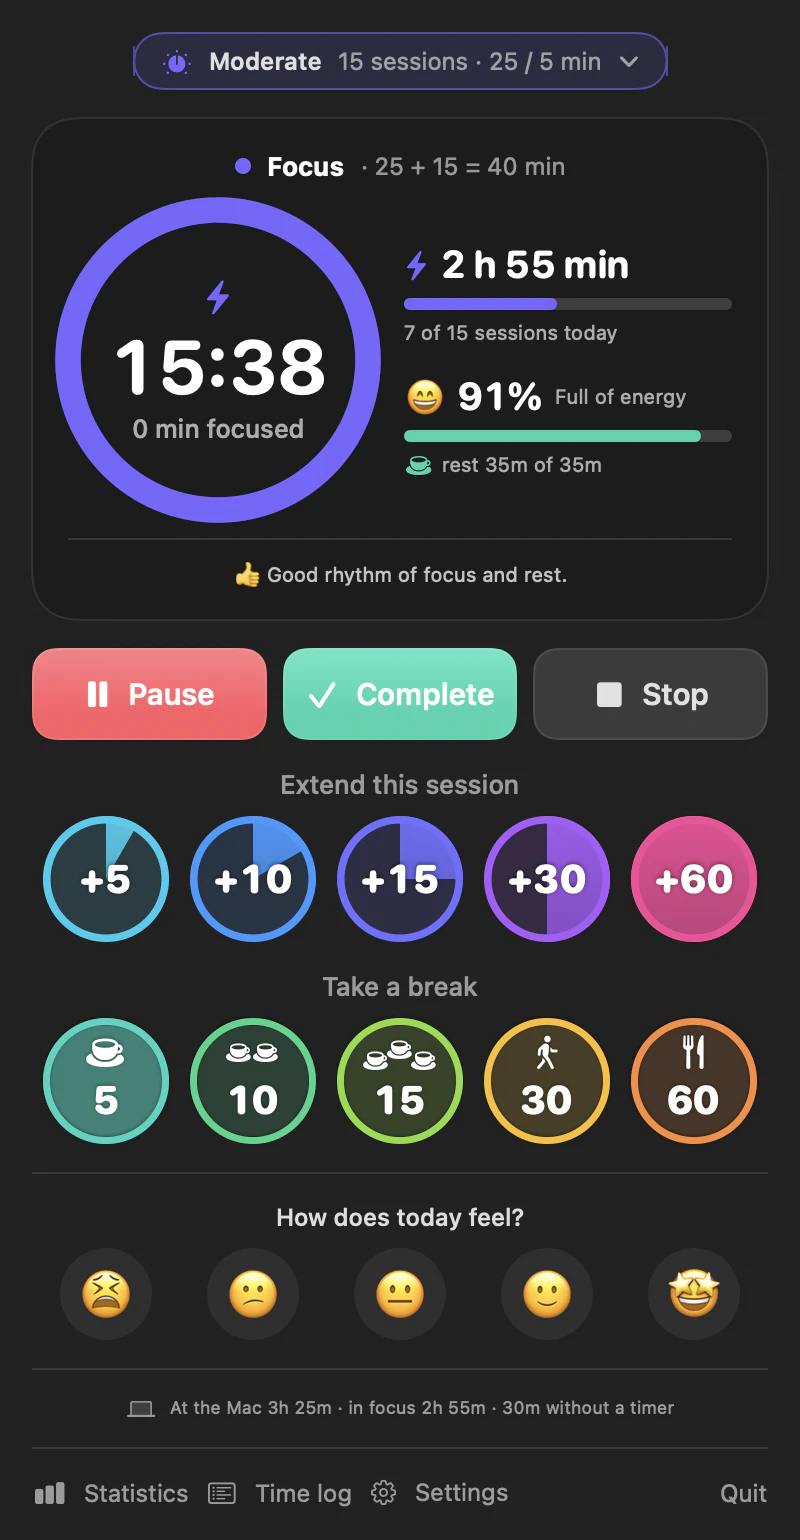 Moderate 15 sessions · 25 / 5 min
Focus · 25 + 15 = 40 min
15:38
0 min focused
2 h 55 min
7 of 15 sessions today
91% Full of energy
rest 35m of 35m
Good rhythm of focus and rest.
Pause Complete Stop
Extend this session
+5 +10 +15 +30 +60
Take a break
5 10 15 30 60
How does today feel?
At the Mac 3h 25m · in focus 2h 55m · 30m without a timer
Statistics Time log Settings Quit